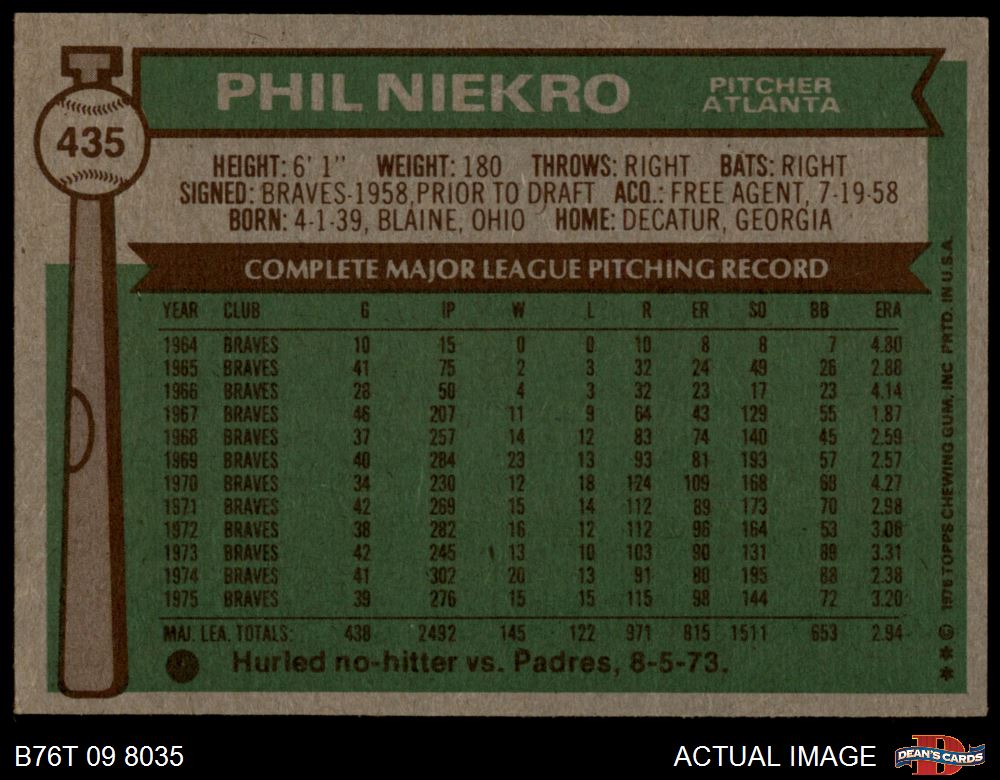 435
PHIL NIEKRO PITCHER ATLANTA
HEIGHT: 6' 1" WEIGHT: 180 THROWS: RIGHT BATS: RIGHT
SIGNED: BRAVES-1958, PRIOR TO DRAFT ACQ.: FREE AGENT, 7-19-58
BORN: 4-1-39, BLAINE, OHIO HOME: DECATUR, GEORGIA
COMPLETE MAJOR LEAGUE PITCHING RECORD
YEAR CLUB G IP W L R ER SO BB ERA
1964 BRAVES 10 15 0 0 10 8 8 7 4.80
1965 BRAVES 41 75 2 3 32 24 49 26 2.88
1966 BRAVES 28 50 4 3 32 23 17 23 4.14
1967 BRAVES 46 207 11 9 64 43 129 55 1.87
1968 BRAVES 37 257 14 12 83 74 140 45 2.59
1969 BRAVES 40 284 23 13 93 81 193 57 2.57
1970 BRAVES 34 230 12 18 124 109 168 68 4.27
1971 BRAVES 42 269 15 14 112 89 173 70 2.98
1972 BRAVES 38 282 16 12 112 96 164 53 3.06
1973 BRAVES 42 245 13 10 103 90 131 89 3.31
1974 BRAVES 41 302 20 13 91 80 195 88 2.38
1975 BRAVES 39 276 15 15 115 98 144 72 3.20
MAJ. LEA. TOTALS: 438 2492 145 122 971 815 1511 653 2.94
Hurled no-hitter vs. Padres, 8-5-73.
** © 1976 TOPPS CHEWING GUM, INC PRTD. IN U.S.A.
B76T 09 8035
ACTUAL IMAGE
DEAN'S CARDS